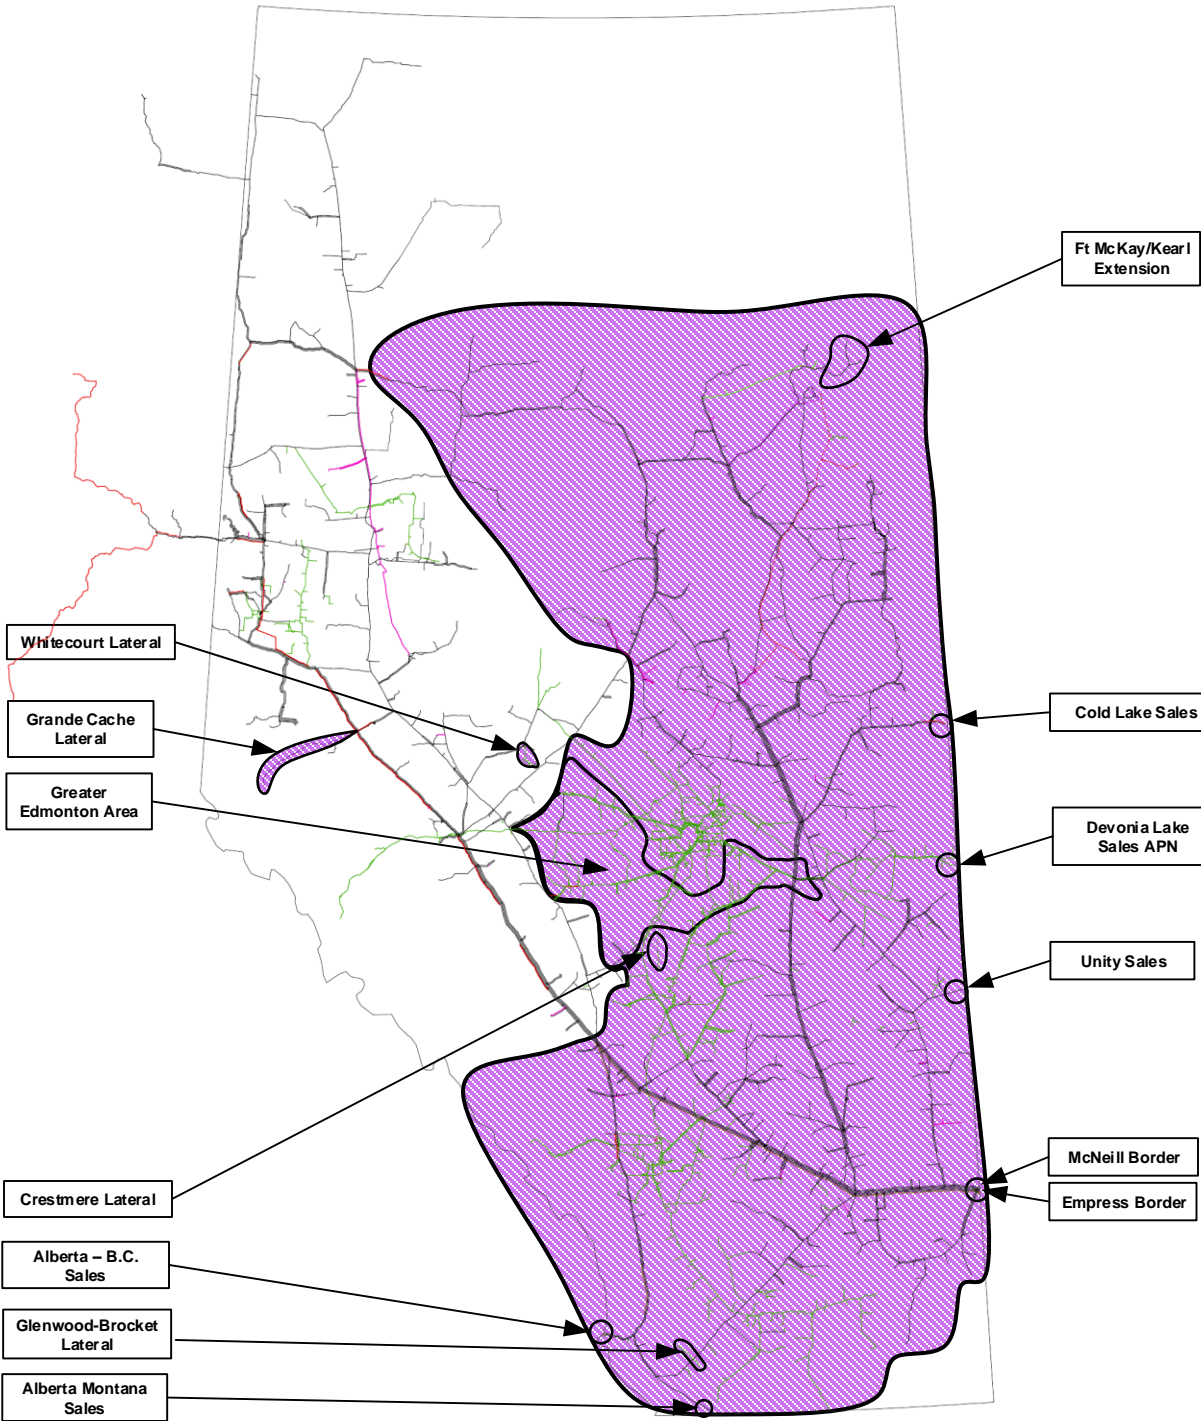 Ft McKay/Kearl
Extension
Whitecourt Lateral
Grande Cache
Lateral
Cold Lake Sales
Greater
Edmonton Area
Devonia Lake
Sales APN
Unity Sales
McNeill Border
Crestmere Lateral
Empress Border
Alberta – B.C.
Sales
Glenwood-Brocket
Lateral
Alberta Montana
Sales